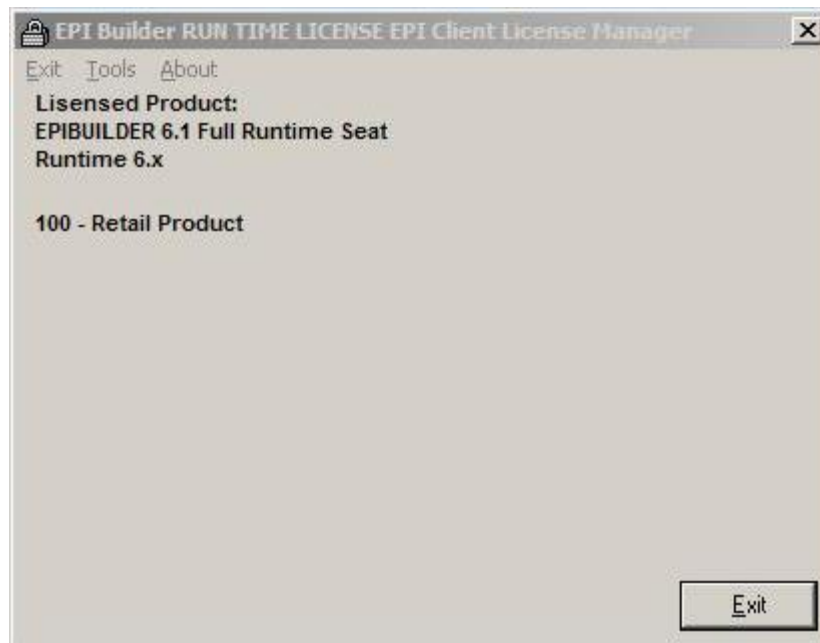 EPI Builder RUN TIME LICENSE EPI Client License Manager
Exit Tools About
Lisensed Product:
EPIBUILDER 6.1 Full Runtime Seat
Runtime 6.x
100 - Retail Product
Exit